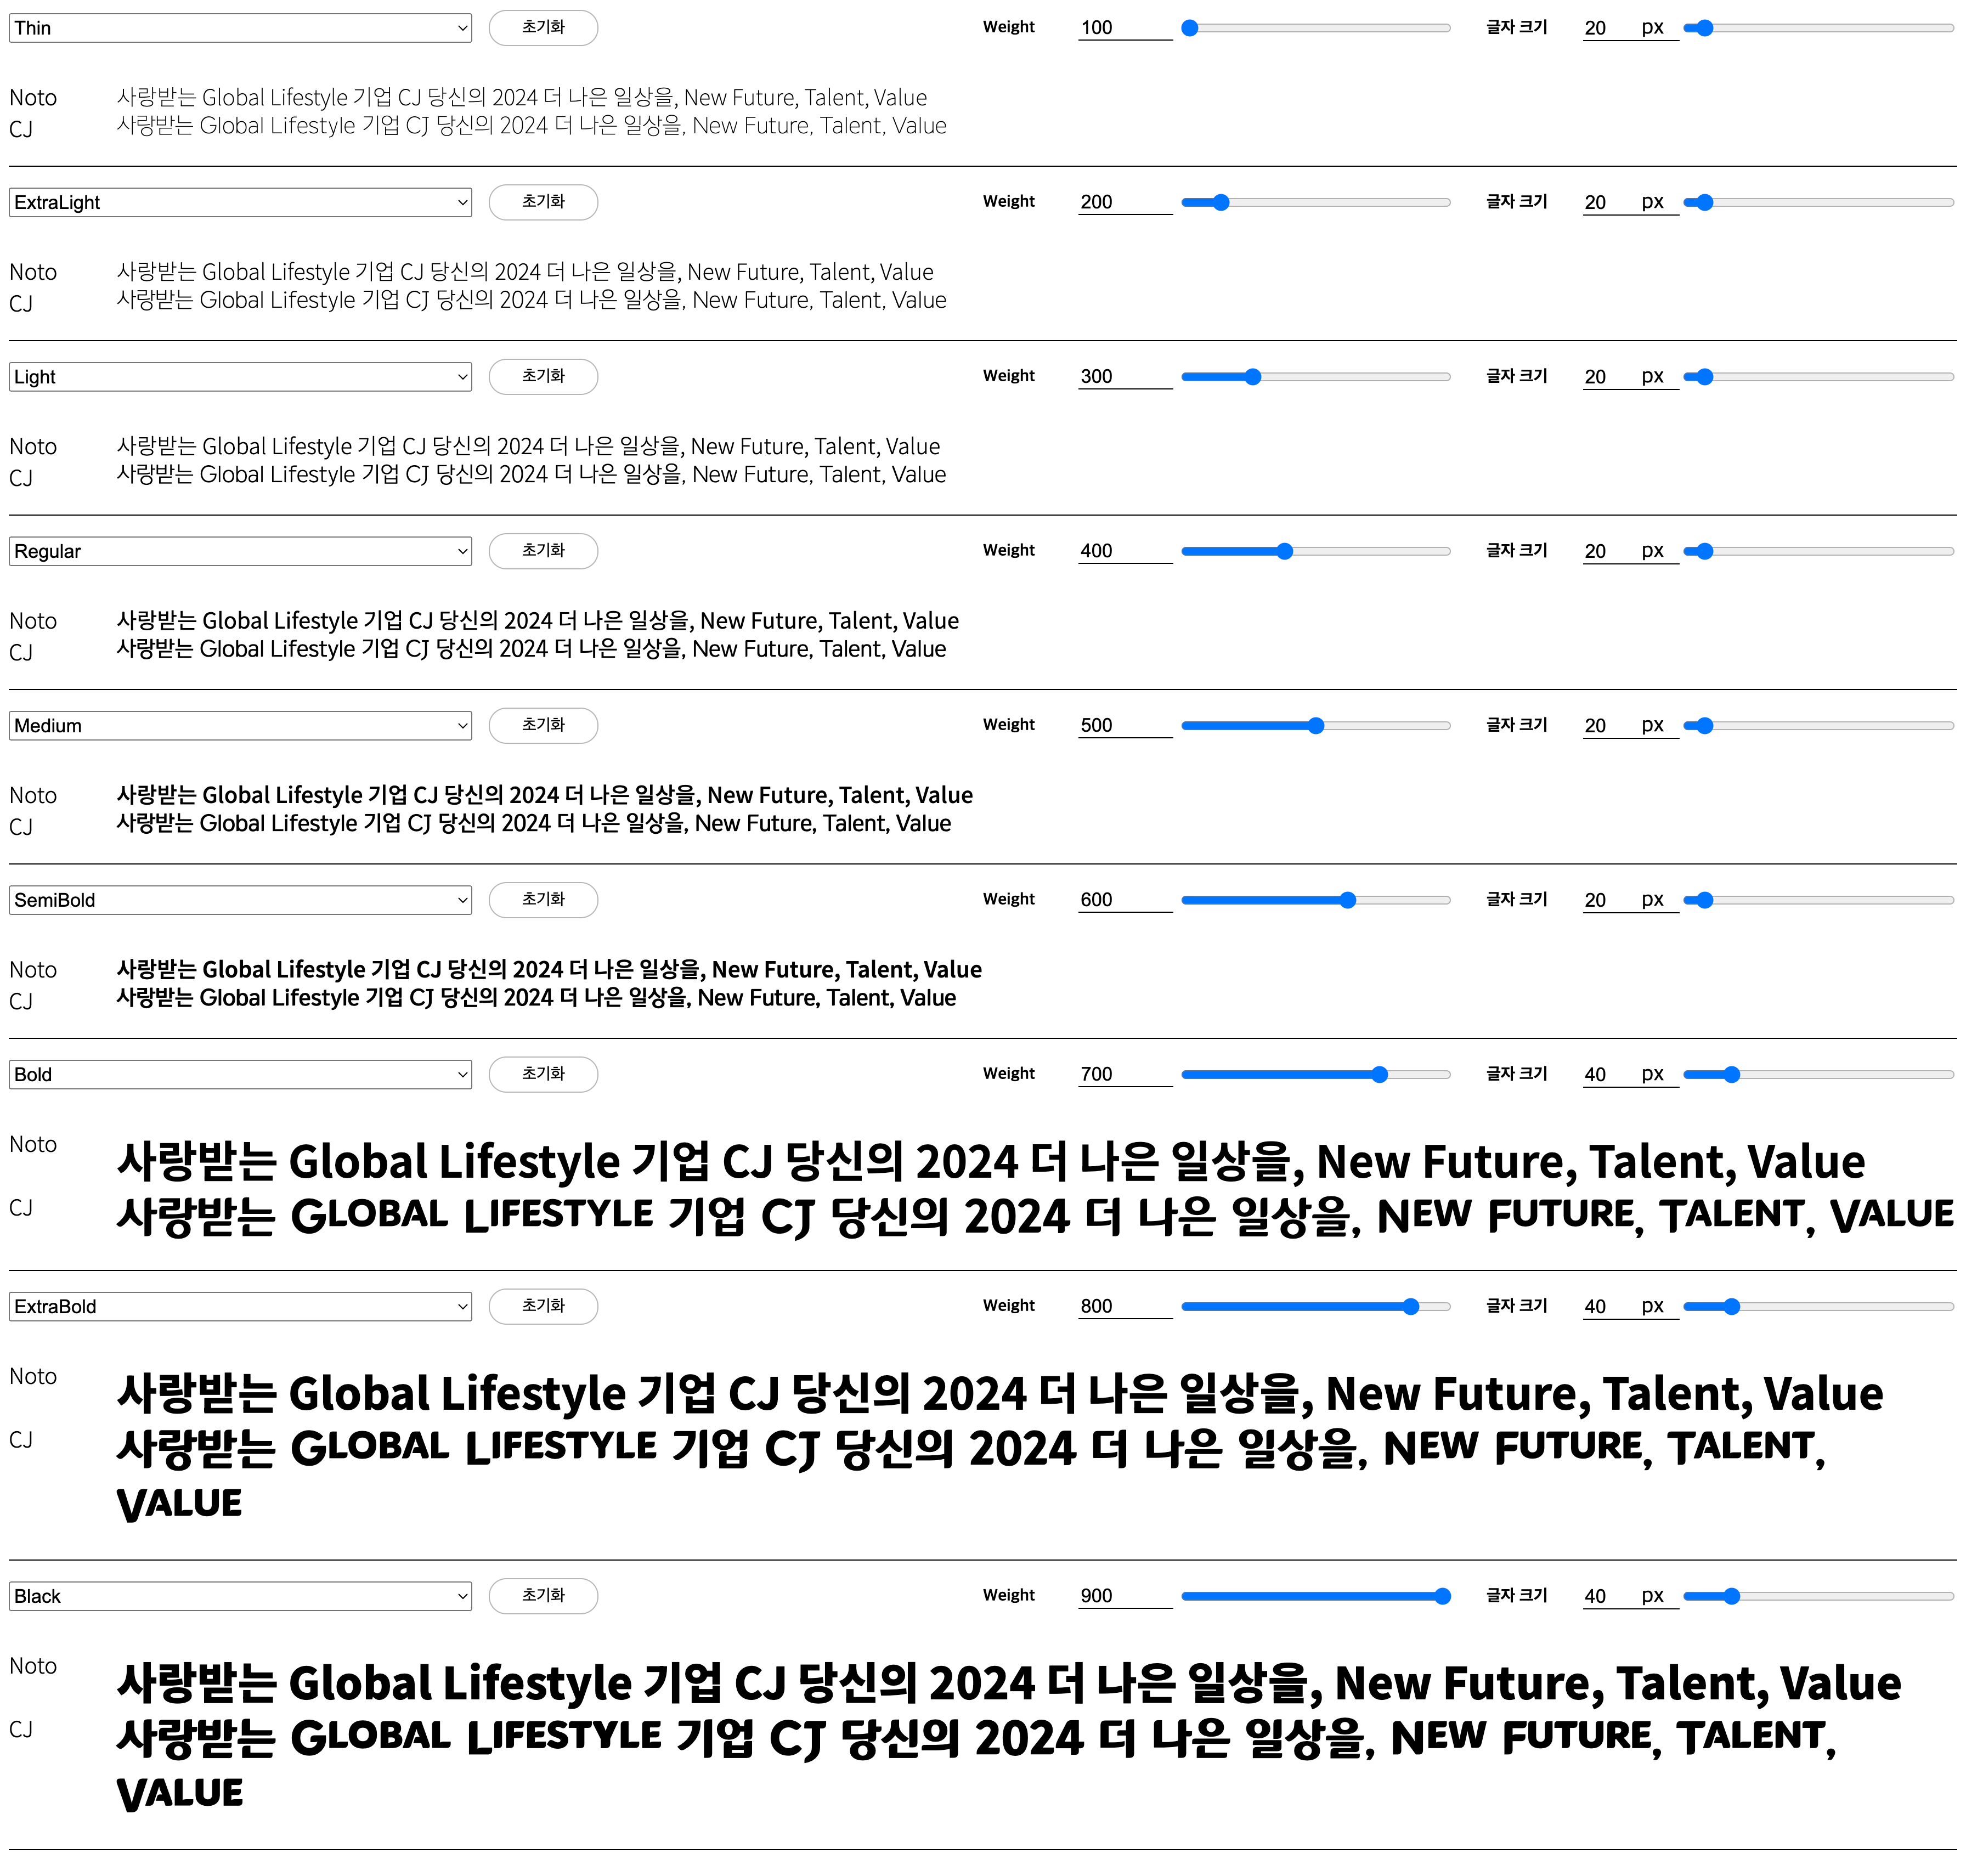 Thin 초기화 Weight 100 글자 크기 20 px
Noto 사랑받는 Global Lifestyle 기업 CJ 당신의 2024 더 나은 일상을, New Future, Talent, Value
CJ 사랑받는 Global Lifestyle 기업 CJ 당신의 2024 더 나은 일상을, New Future, Talent, Value
ExtraLight 초기화 Weight 200 글자 크기 20 px
Noto 사랑받는 Global Lifestyle 기업 CJ 당신의 2024 더 나은 일상을, New Future, Talent, Value
CJ 사랑받는 Global Lifestyle 기업 CJ 당신의 2024 더 나은 일상을, New Future, Talent, Value
Light 초기화 Weight 300 글자 크기 20 px
Noto 사랑받는 Global Lifestyle 기업 CJ 당신의 2024 더 나은 일상을, New Future, Talent, Value
CJ 사랑받는 Global Lifestyle 기업 CJ 당신의 2024 더 나은 일상을, New Future, Talent, Value
Regular 초기화 Weight 400 글자 크기 20 px
Noto 사랑받는 Global Lifestyle 기업 CJ 당신의 2024 더 나은 일상을, New Future, Talent, Value
CJ 사랑받는 Global Lifestyle 기업 CJ 당신의 2024 더 나은 일상을, New Future, Talent, Value
Medium 초기화 Weight 500 글자 크기 20 px
Noto 사랑받는 Global Lifestyle 기업 CJ 당신의 2024 더 나은 일상을, New Future, Talent, Value
CJ 사랑받는 Global Lifestyle 기업 CJ 당신의 2024 더 나은 일상을, New Future, Talent, Value
SemiBold 초기화 Weight 600 글자 크기 20 px
Noto 사랑받는 Global Lifestyle 기업 CJ 당신의 2024 더 나은 일상을, New Future, Talent, Value
CJ 사랑받는 Global Lifestyle 기업 CJ 당신의 2024 더 나은 일상을, New Future, Talent, Value
Bold 초기화 Weight 700 글자 크기 40 px
Noto 사랑받는 Global Lifestyle 기업 CJ 당신의 2024 더 나은 일상을, New Future, Talent, Value
CJ 사랑받는 GLOBAL LIFESTYLE 기업 CJ 당신의 2024 더 나은 일상을, NEW FUTURE, TALENT, VALUE
ExtraBold 초기화 Weight 800 글자 크기 40 px
Noto 사랑받는 Global Lifestyle 기업 CJ 당신의 2024 더 나은 일상을, New Future, Talent, Value
CJ 사랑받는 GLOBAL LIFESTYLE 기업 CJ 당신의 2024 더 나은 일상을, NEW FUTURE, TALENT,
VALUE
Black 초기화 Weight 900 글자 크기 40 px
Noto 사랑받는 Global Lifestyle 기업 CJ 당신의 2024 더 나은 일상을, New Future, Talent, Value
CJ 사랑받는 GLOBAL LIFESTYLE 기업 CJ 당신의 2024 더 나은 일상을, NEW FUTURE, TALENT,
VALUE